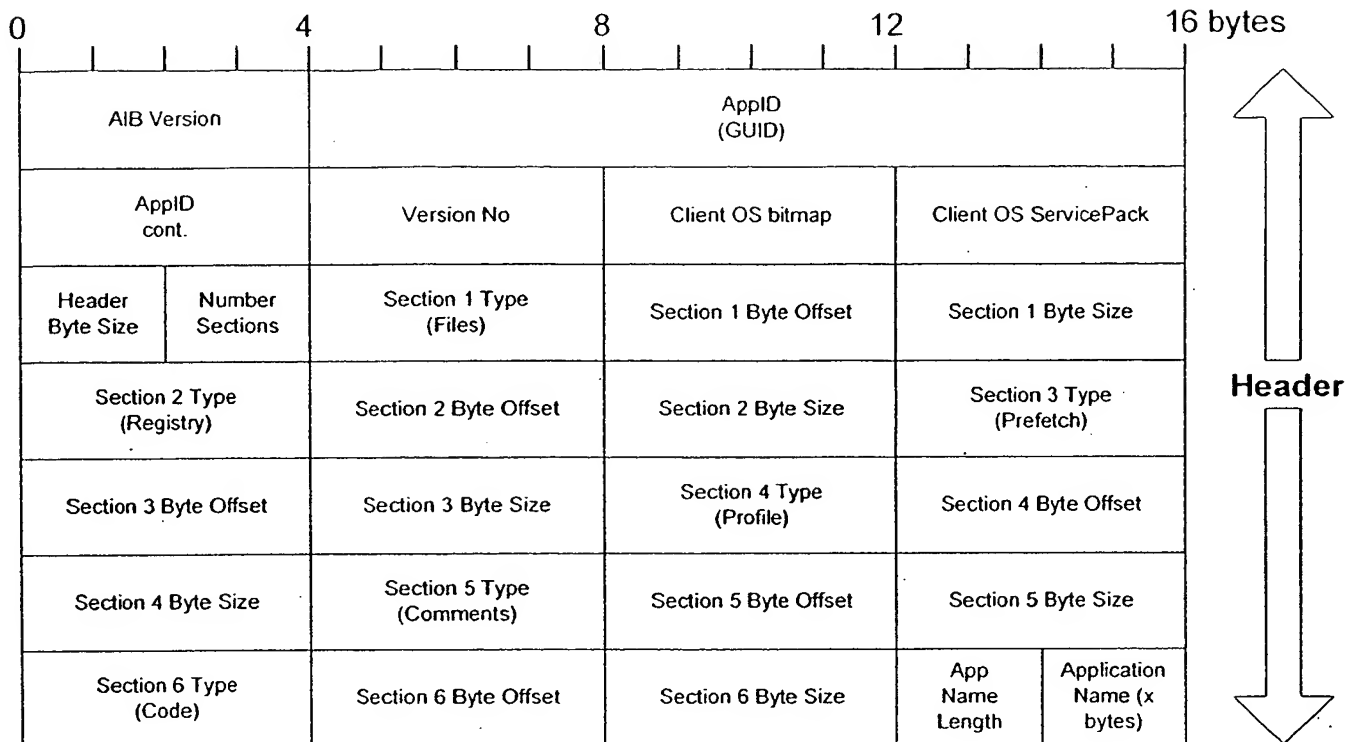 0 4 8 12 16 bytes
AIB Version
AppID
(GUID)
AppID
cont.
Version No
Client OS bitmap
Client OS ServicePack
Header
Byte Size
Number
Sections
Section 1 Type
(Files)
Section 1 Byte Offset
Section 1 Byte Size
Section 2 Type
(Registry)
Section 2 Byte Offset
Section 2 Byte Size
Section 3 Type
(Prefetch)
Header
Section 3 Byte Offset
Section 3 Byte Size
Section 4 Type
(Profile)
Section 4 Byte Offset
Section 4 Byte Size
Section 5 Type
(Comments)
Section 5 Byte Offset
Section 5 Byte Size
Section 6 Type
(Code)
Section 6 Byte Offset
Section 6 Byte Size
App
Name
Length
Application
Name (x
bytes)